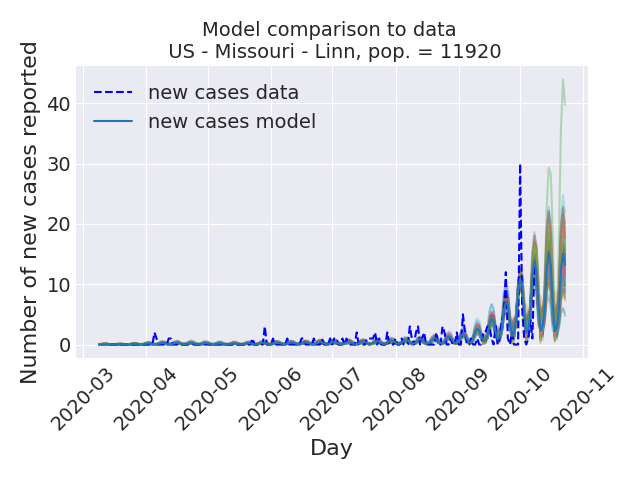 Model comparison to data
US - Missouri - Linn, pop. = 11920
Number of new cases reported
new cases data
new cases model
40
30
20
10
0
2020-03
2020-04
2020-05
2020-06
2020-07
2020-08
2020-09
2020-10
2020-11
Day